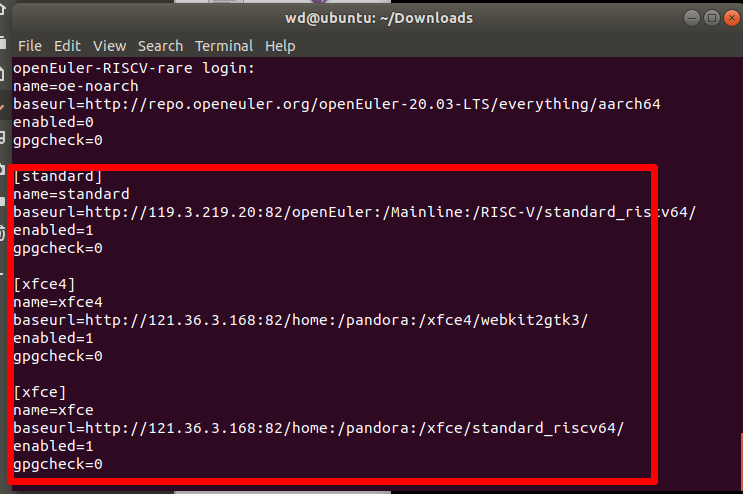 wd@ubuntu: ~/Downloads
File Edit View Search Terminal Help
openEuler-RISCV-rare login:
name=oe-noarch
baseurl=http://repo.openeuler.org/openEuler-20.03-LTS/everything/aarch64
enabled=0
gpgcheck=0
[standard]
name=standard
baseurl=http://119.3.219.20:82/openEuler:/Mainline:/RISC-V/standard_riscv64/
enabled=1
gpgcheck=0
[xfce4]
name=xfce4
baseurl=http://121.36.3.168:82/home:/pandora:/xfce4/webkit2gtk3/
enabled=1
gpgcheck=0
[xfce]
name=xfce
baseurl=http://121.36.3.168:82/home:/pandora:/xfce/standard_riscv64/
enabled=1
gpgcheck=0